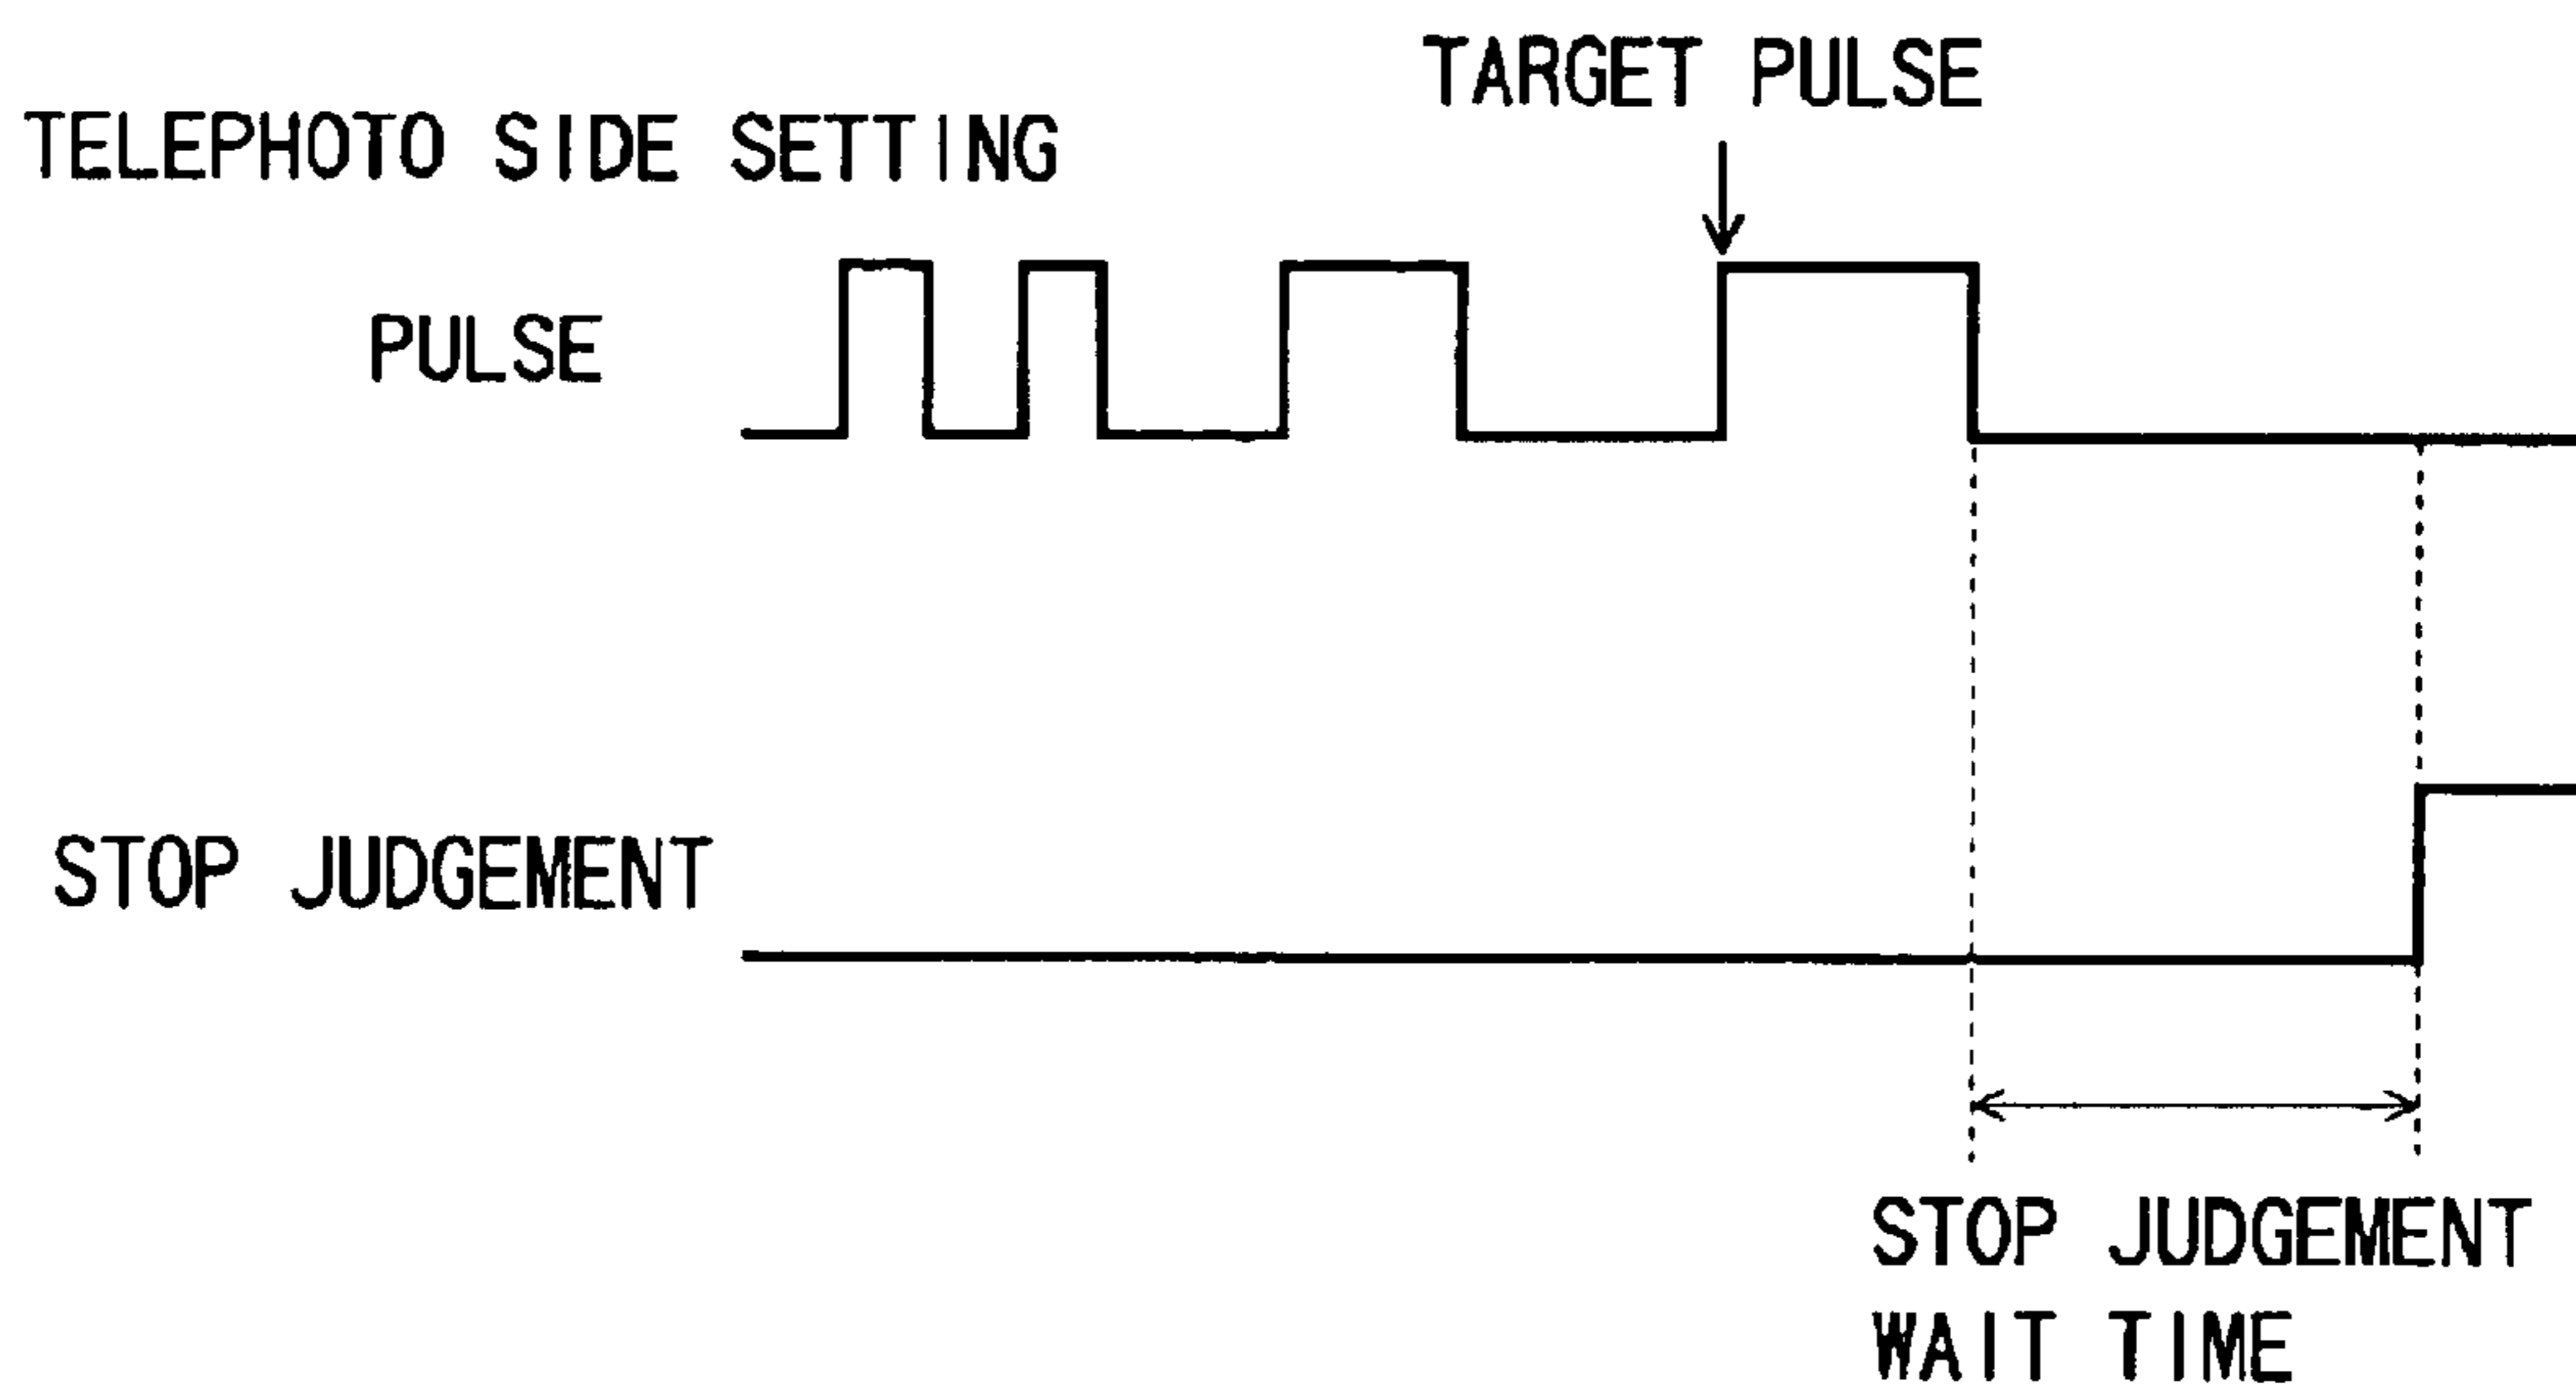 TARGET PULSE
TELEPHOTO SIDE SETTING
PULSE
STOP JUDGEMENT
STOP JUDGEMENT
WAIT TIME